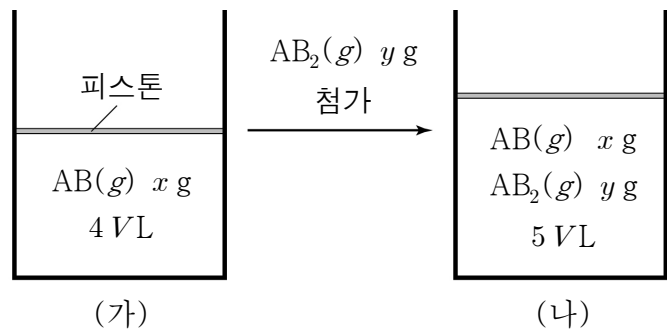 피스톤
AB(g) x g
4 V L
(가)
AB₂(g) y g
첨가
AB(g) x g
AB₂(g) y g
5 V L
(나)